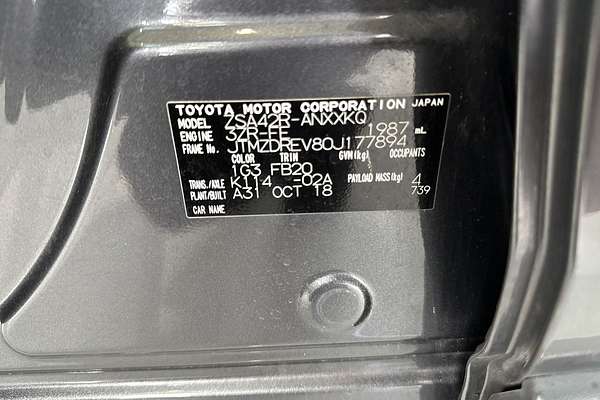 TOYOTA MOTOR CORPORATION JAPAN
MODEL ZSA42R-ANXXKQ
ENGINE 3ZR-FE 1987 mL
FRAME No. JTMZDREV80J177894
COLOR TRIM GVM(kg) OCCUPANTS
1G3 FB20
TRANS./AXLE K114 -02A PAYLOAD MASS(kg) 4
PLANT/BUILT A31 OCT 18 739
CAR NAME